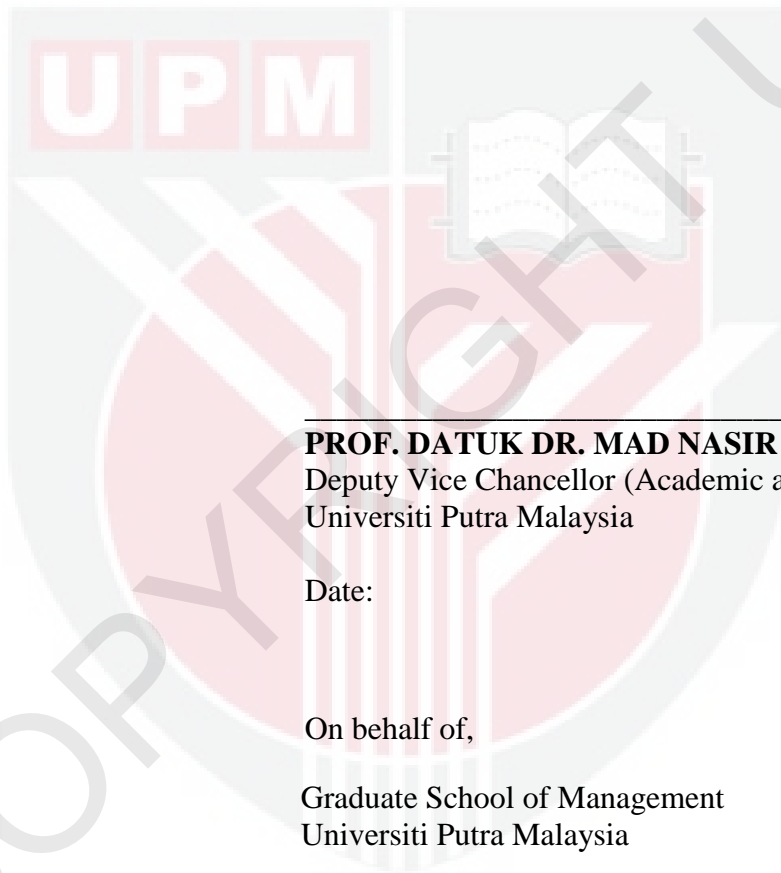 UPM
PROF. DATUK DR. MAD NASIR
Deputy Vice Chancellor (Academic
Universiti Putra Malaysia
Date:
On behalf of,
Graduate School of Management
Universiti Putra Malaysia